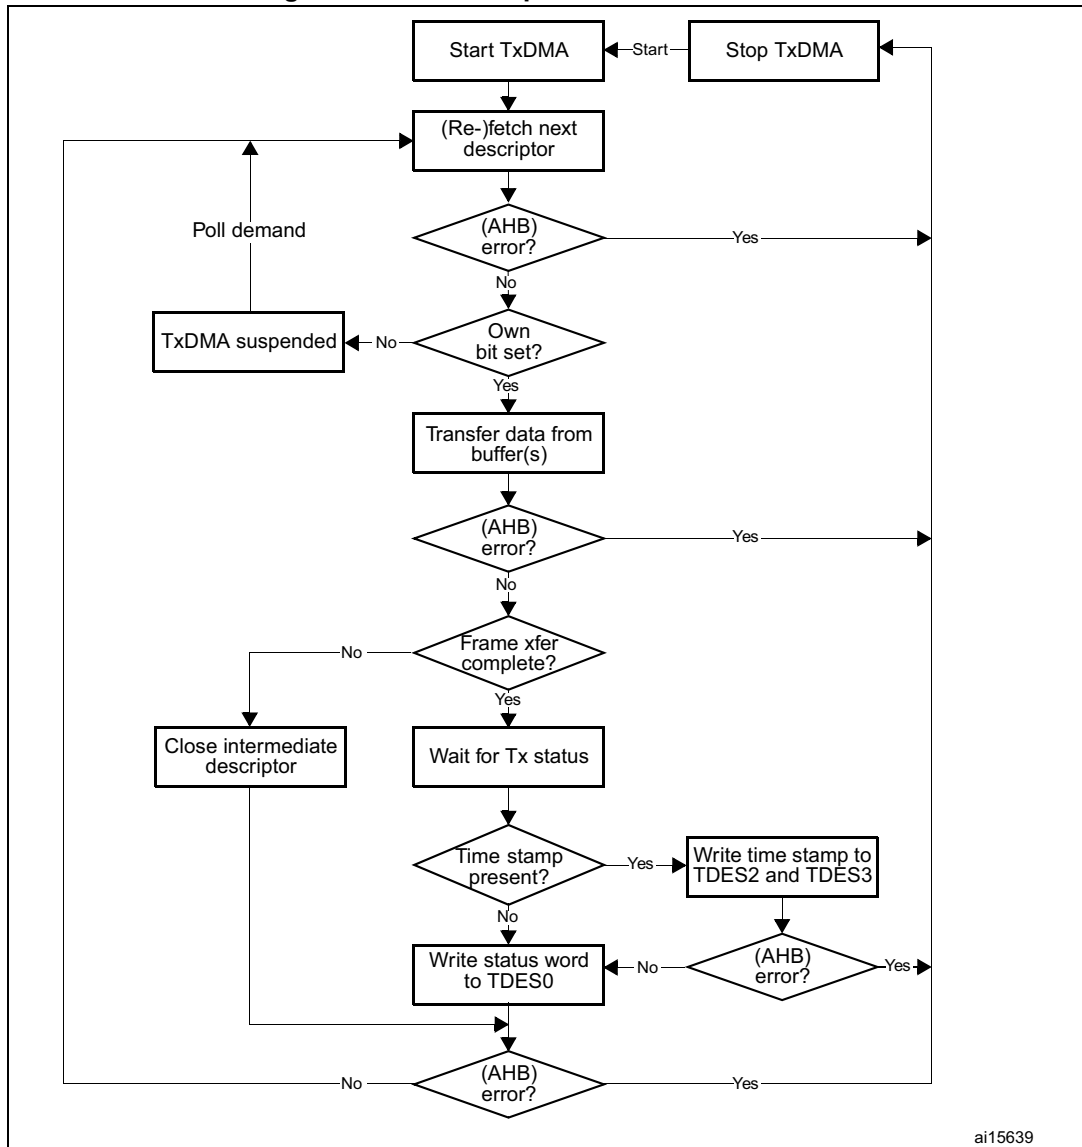 Start TxDMA
Start
Stop TxDMA
(Re-)fetch next
descriptor
Poll demand
(AHB)
error?
Yes
No
TxDMA suspended
No
Own
bit set?
Yes
Transfer data from
buffer(s)
(AHB)
error?
Yes
No
No
Frame xfer
complete?
Yes
Close intermediate
descriptor
Wait for Tx status
Time stamp
present?
Yes
Write time stamp to
TDES2 and TDES3
No
Write status word
to TDES0
No
(AHB)
error?
Yes
No
(AHB)
error?
Yes
ai15639